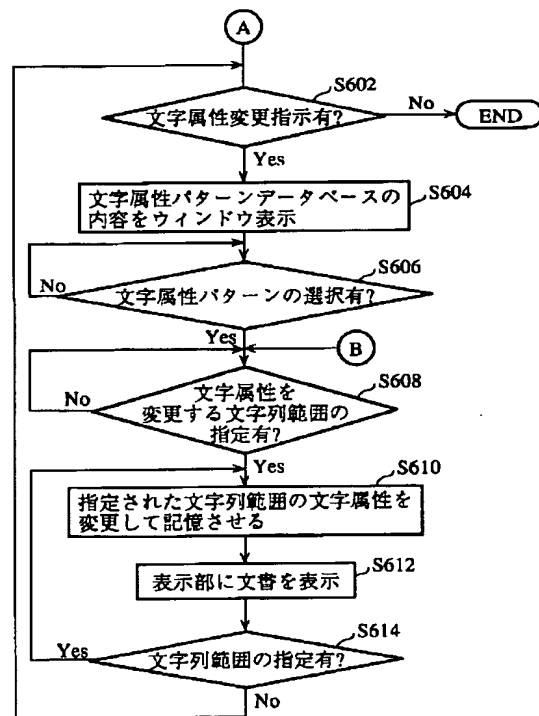 A
S602
文字属性変更指示有?
No
END
Yes
文字属性パターンデータベースの
内容をウィンドウ表示
S604
S606
No
文字属性パターンの選択有?
Yes
B
S608
No
文字属性を
変更する文字列範囲の
指定有?
Yes
S610
指定された文字列範囲の文字属性を
変更して記憶させる
S612
表示部に文書を表示
S614
Yes
文字列範囲の指定有?
No